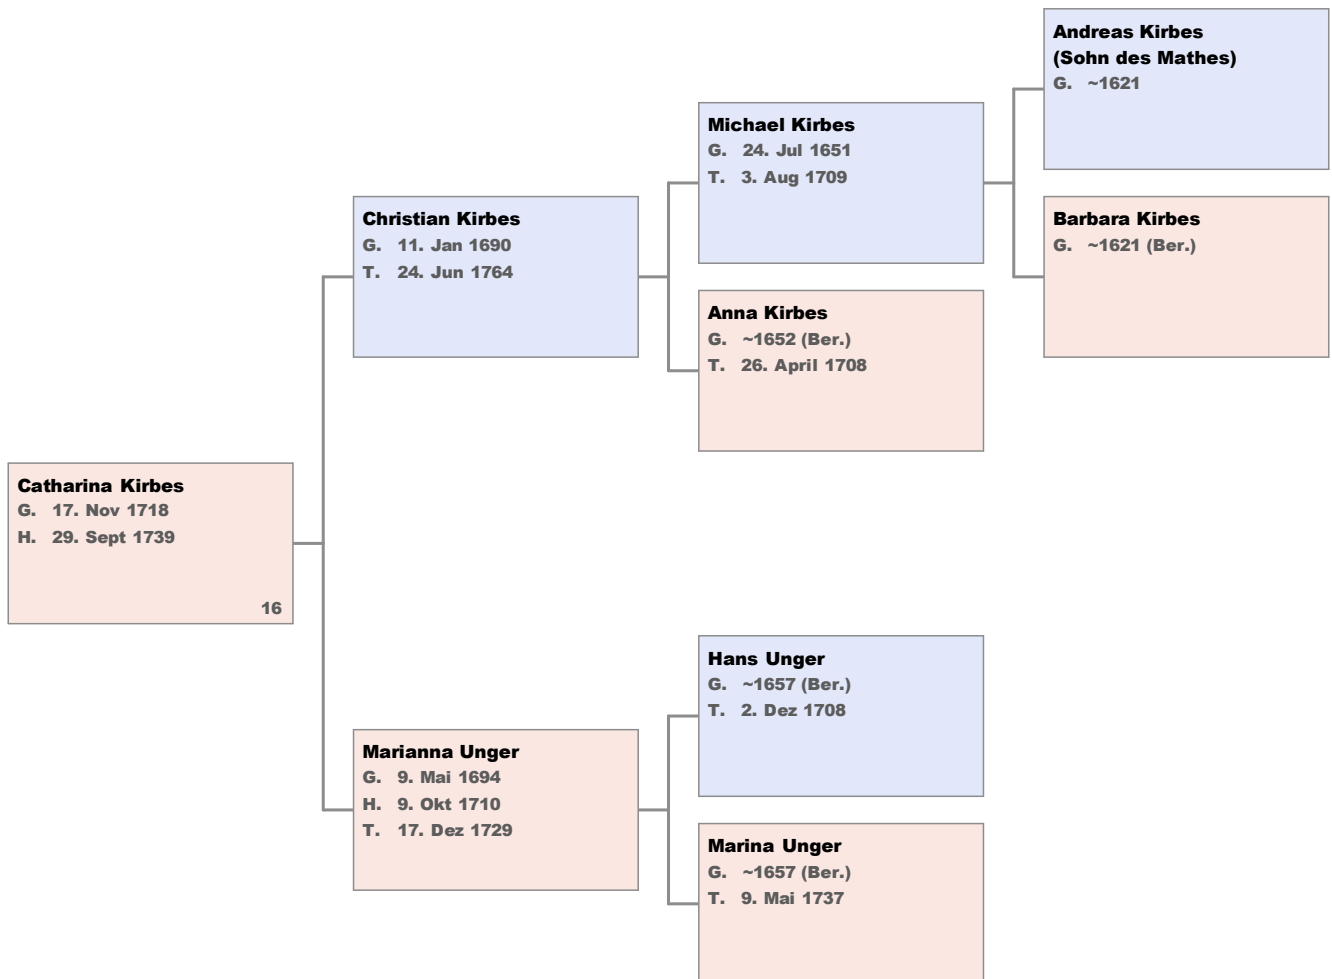 Andreas Kirbes
(Sohn des Mathes)
G. ~1621
Michael Kirbes
G. 24. Jul 1651
T. 3. Aug 1709
Christian Kirbes
G. 11. Jan 1690
T. 24. Jun 1764
Barbara Kirbes
G. ~1621 (Ber.)
Anna Kirbes
G. ~1652 (Ber.)
T. 26. April 1708
Catharina Kirbes
G. 17. Nov 1718
H. 29. Sept 1739
16
Hans Unger
G. ~1657 (Ber.)
T. 2. Dez 1708
Marianna Unger
G. 9. Mai 1694
H. 9. Okt 1710
T. 17. Dez 1729
Marina Unger
G. ~1657 (Ber.)
T. 9. Mai 1737